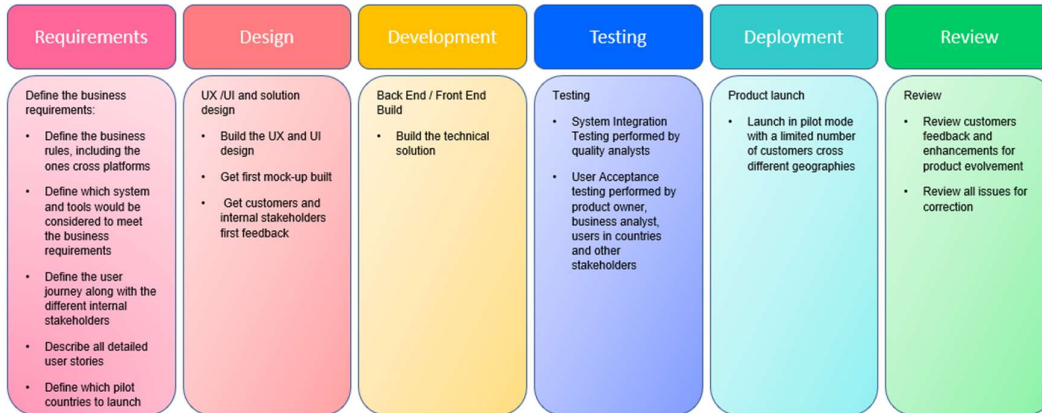 Requirements
Design
Development
Testing
Deployment
Review
Define the business
requirements:
• Define the business
rules, including the
ones cross platforms
• Define which system
and tools would be
considered to meet
the business
requirements
• Define the user
journey along with the
different internal
stakeholders
• Describe all detailed
user stories
• Define which pilot
countries to launch
UX /UI and solution
design
• Build the UX and UI
design
• Get first mock-up built
• Get customers and
internal stakeholders
first feedback
Back End / Front End
Build
• Build the technical
solution
Testing
• System Integration
Testing performed by
quality analysts
• User Acceptance
testing performed by
product owner,
business analyst,
users in countries
and other
stakeholders
Product launch
• Launch in pilot mode
with a limited number
of customers cross
different geographies
Review
• Review customers
feedback and
enhancements for
product evolvement
• Review all issues for
correction